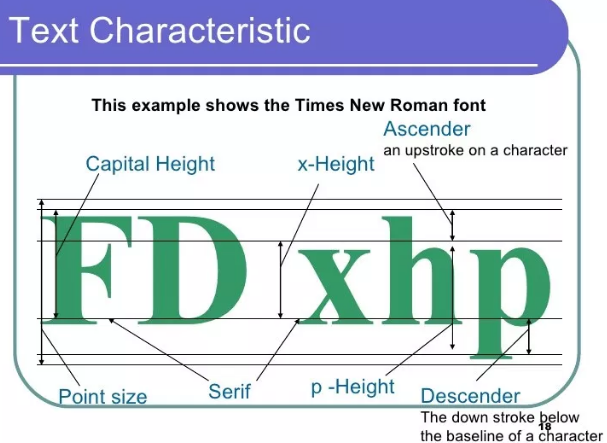 Text Characteristic
This example shows the Times New Roman font
Ascender
an upstroke on a character
Capital Height
x-Height
FD xhp
Point size
Serif
p -Height
Descender
The down stroke below
the baseline of a character
18